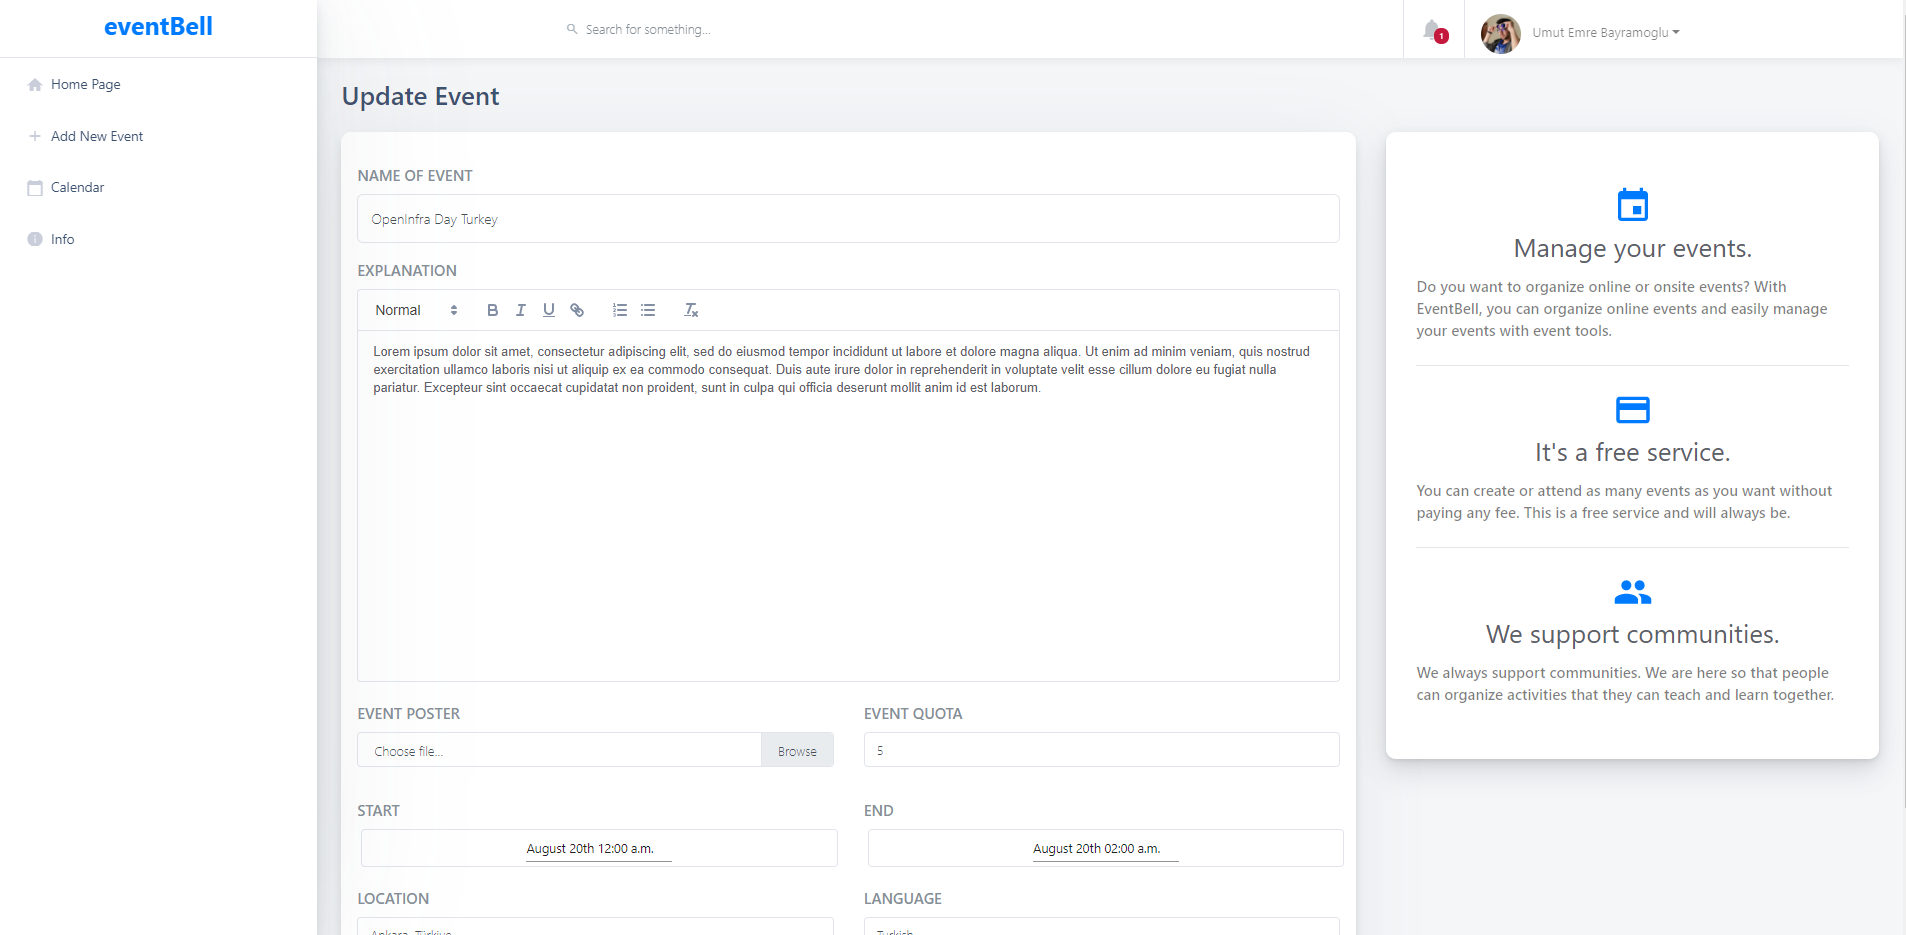 eventBell
Search for something...
1
Umut Emre Bayramoglu
Home Page
Add New Event
Calendar
Info
Update Event
NAME OF EVENT
OpenInfra Day Turkey
EXPLANATION
Normal
Lorem ipsum dolor sit amet, consectetur adipiscing elit, sed do eiusmod tempor incididunt ut labore et dolore magna aliqua. Ut enim ad minim veniam, quis nostrud
exercitation ullamco laboris nisi ut aliquip ex ea commodo consequat. Duis aute irure dolor in reprehenderit in voluptate velit esse cillum dolore eu fugiat nulla
pariatur. Excepteur sint occaecat cupidatat non proident, sunt in culpa qui officia deserunt mollit anim id est laborum.
EVENT POSTER
Choose file...
Browse
EVENT QUOTA
5
START
August 20th 12:00 a.m.
END
August 20th 02:00 a.m.
LOCATION
Ankara, Türkiye
LANGUAGE
Turkish
Manage your events.
Do you want to organize online or onsite events? With
EventBell, you can organize online events and easily manage
your events with event tools.
It's a free service.
You can create or attend as many events as you want without
paying any fee. This is a free service and will always be.
We support communities.
We always support communities. We are here so that people
can organize activities that they can teach and learn together.